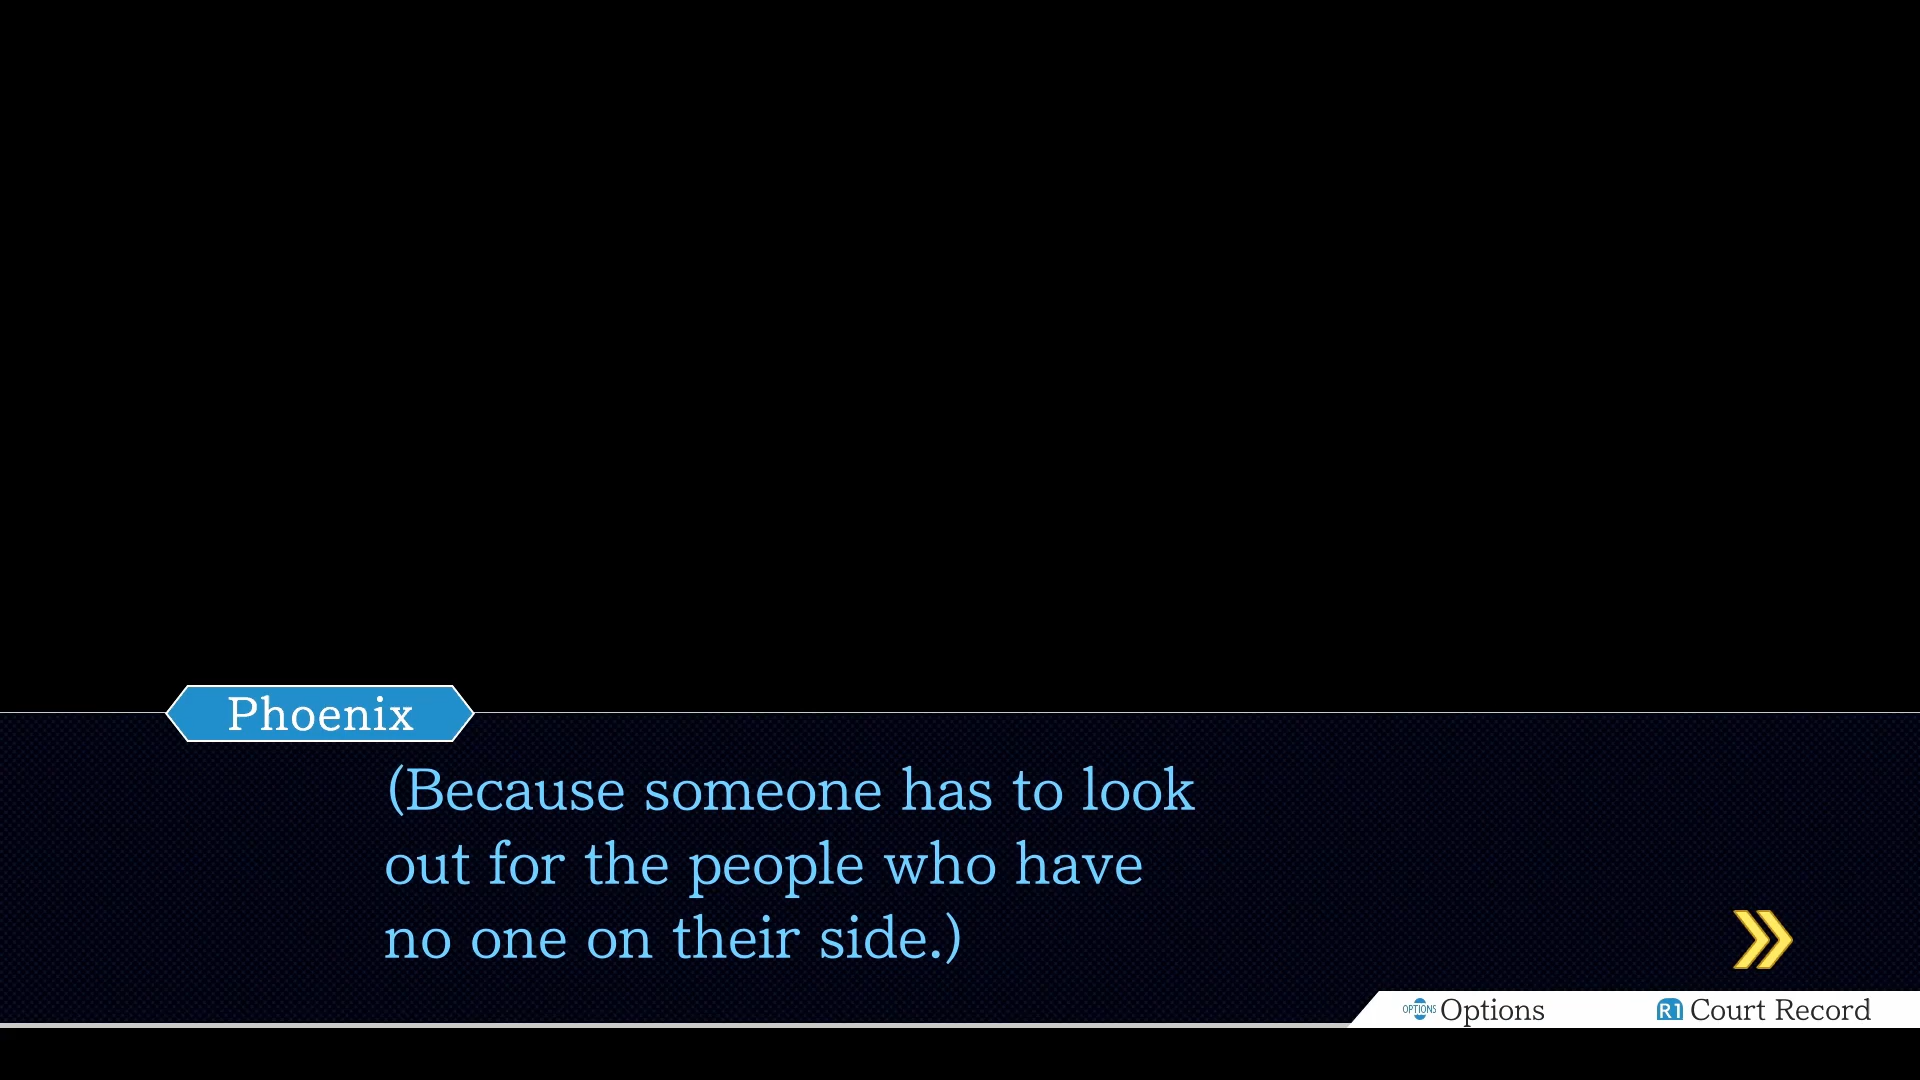 Phoenix
(Because someone has to look
out for the people who have
no one on their side.)
OPTIONS Options R1 Court Record